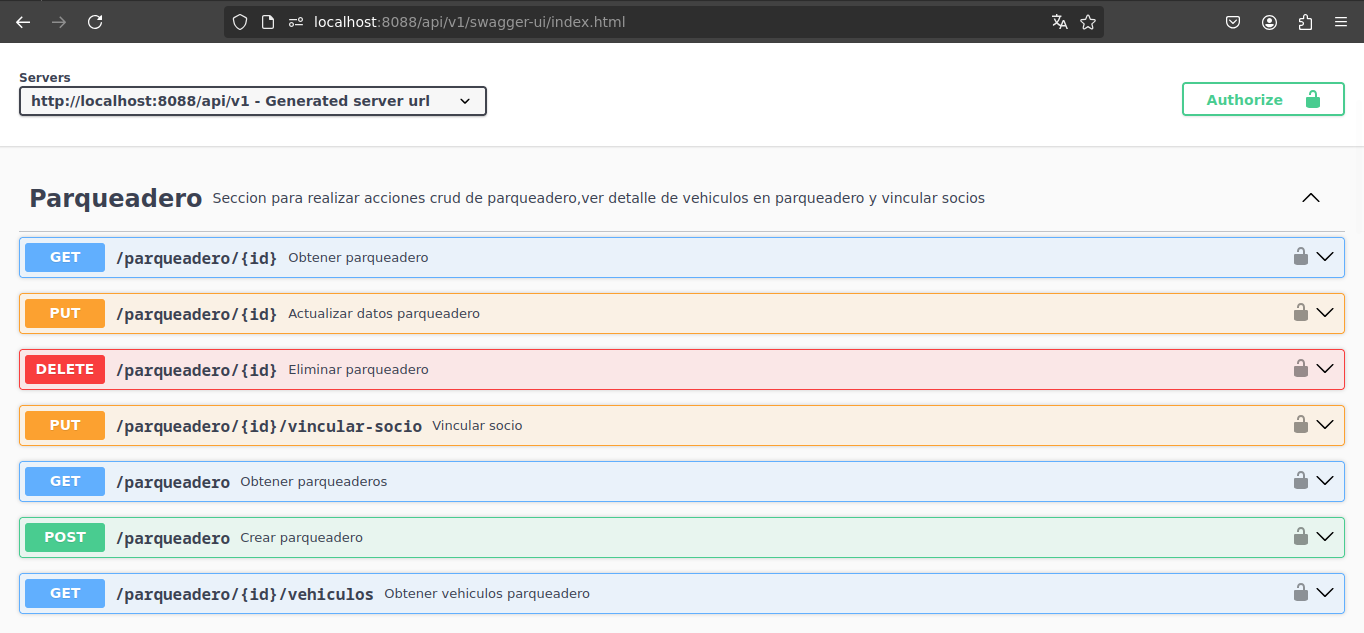 localhost:8088/api/v1/swagger-ui/index.html
Servers
http://localhost:8088/api/v1 - Generated server url
Authorize
Parqueadero Seccion para realizar acciones crud de parqueadero,ver detalle de vehiculos en parqueadero y vincular socios
GET /parqueadero/{id} Obtener parqueadero
PUT /parqueadero/{id} Actualizar datos parqueadero
DELETE /parqueadero/{id} Eliminar parqueadero
PUT /parqueadero/{id}/vincular-socio Vincular socio
GET /parqueadero Obtener parqueaderos
POST /parqueadero Crear parqueadero
GET /parqueadero/{id}/vehiculos Obtener vehiculos parqueadero